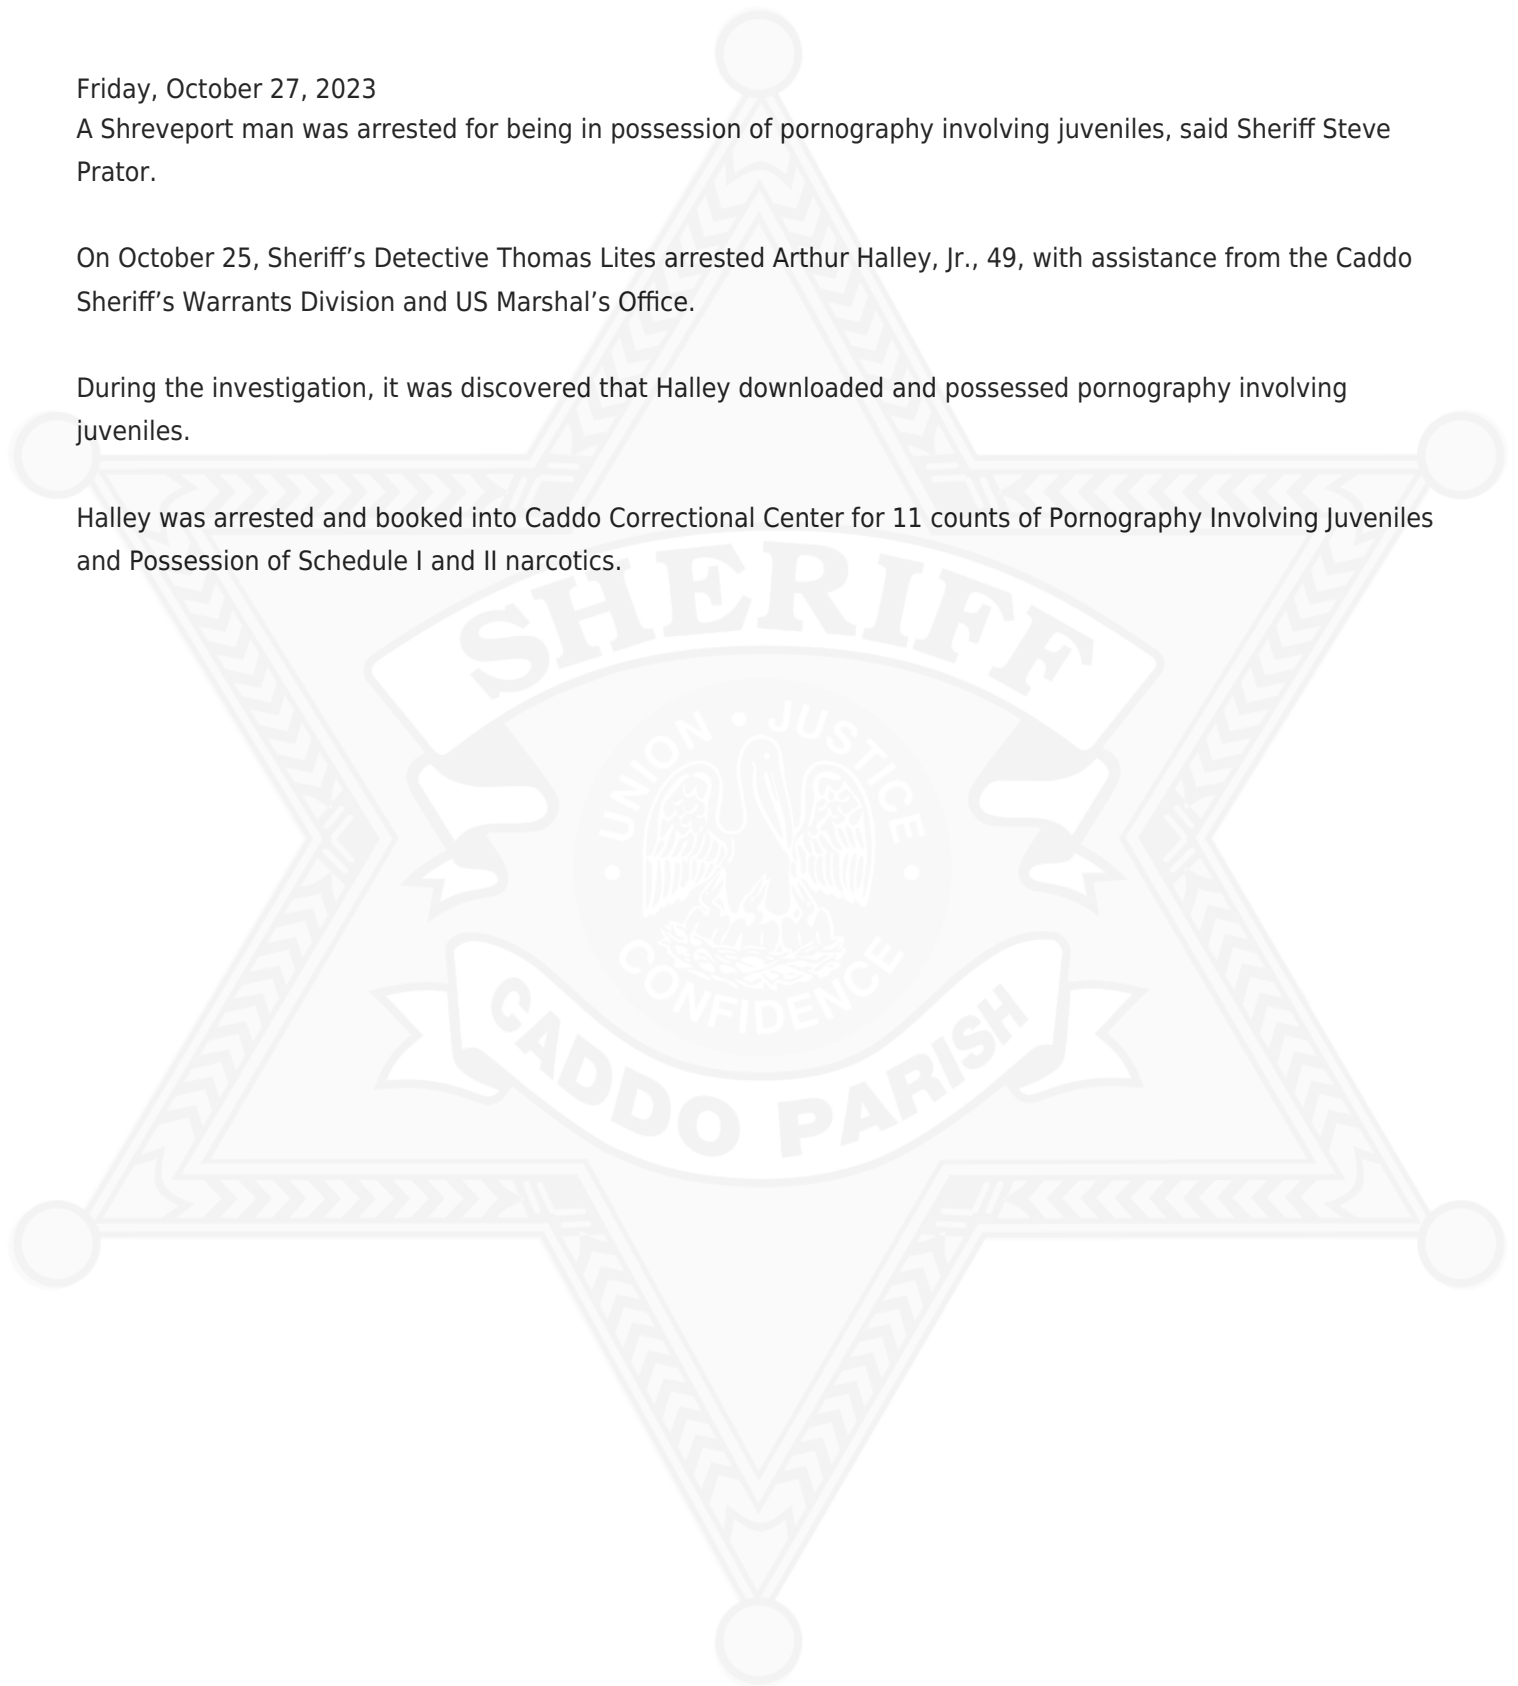 Friday, October 27, 2023
A Shreveport man was arrested for being in possession of pornography involving juveniles, said Sheriff Steve
Prator.
On October 25, Sheriff’s Detective Thomas Lites arrested Arthur Halley, Jr., 49, with assistance from the Caddo
Sheriff’s Warrants Division and US Marshal’s Office.
During the investigation, it was discovered that Halley downloaded and possessed pornography involving
juveniles.
Halley was arrested and booked into Caddo Correctional Center for 11 counts of Pornography Involving Juveniles
and Possession of Schedule I and II narcotics.
SHERIFF
UNION • JUSTICE
• CONFIDENCE •
CADDO PARISH